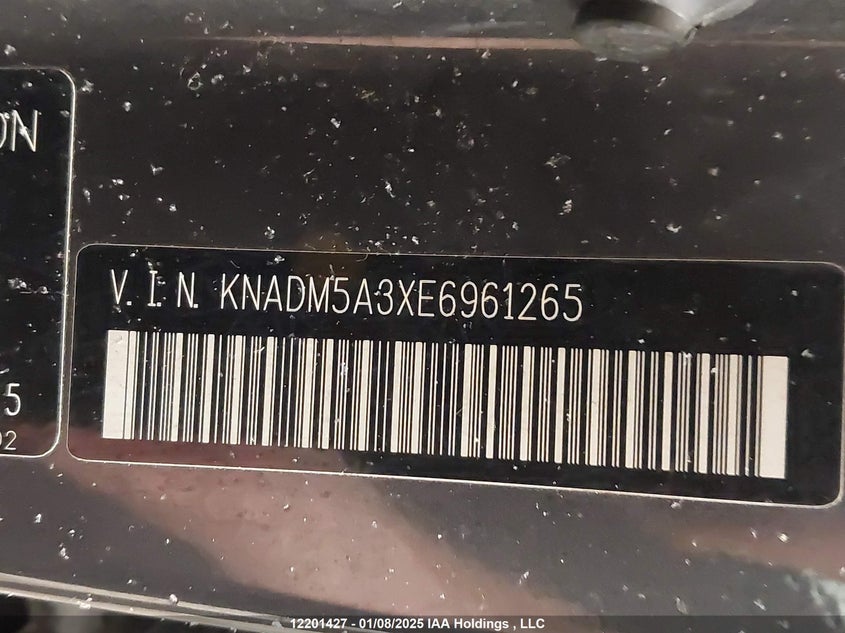 ON
V. I. N. KNADM5A3XE6961265
5
02
12201427 - 01/08/2025 IAA Holdings , LLC